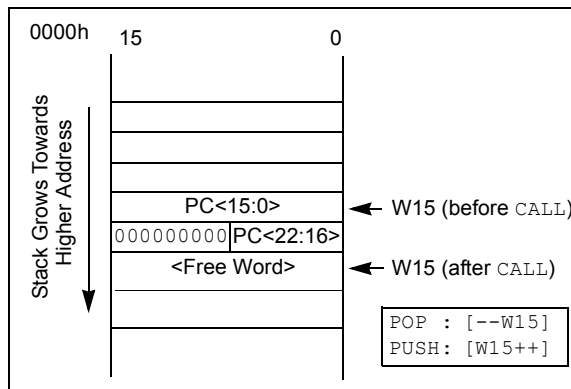 0000h
15 0
Stack Grows Towards
Higher Address
PC<15:0>
W15 (before CALL)
000000000 PC<22:16>
<Free Word>
W15 (after CALL)
POP : [--W15]
PUSH: [W15++]